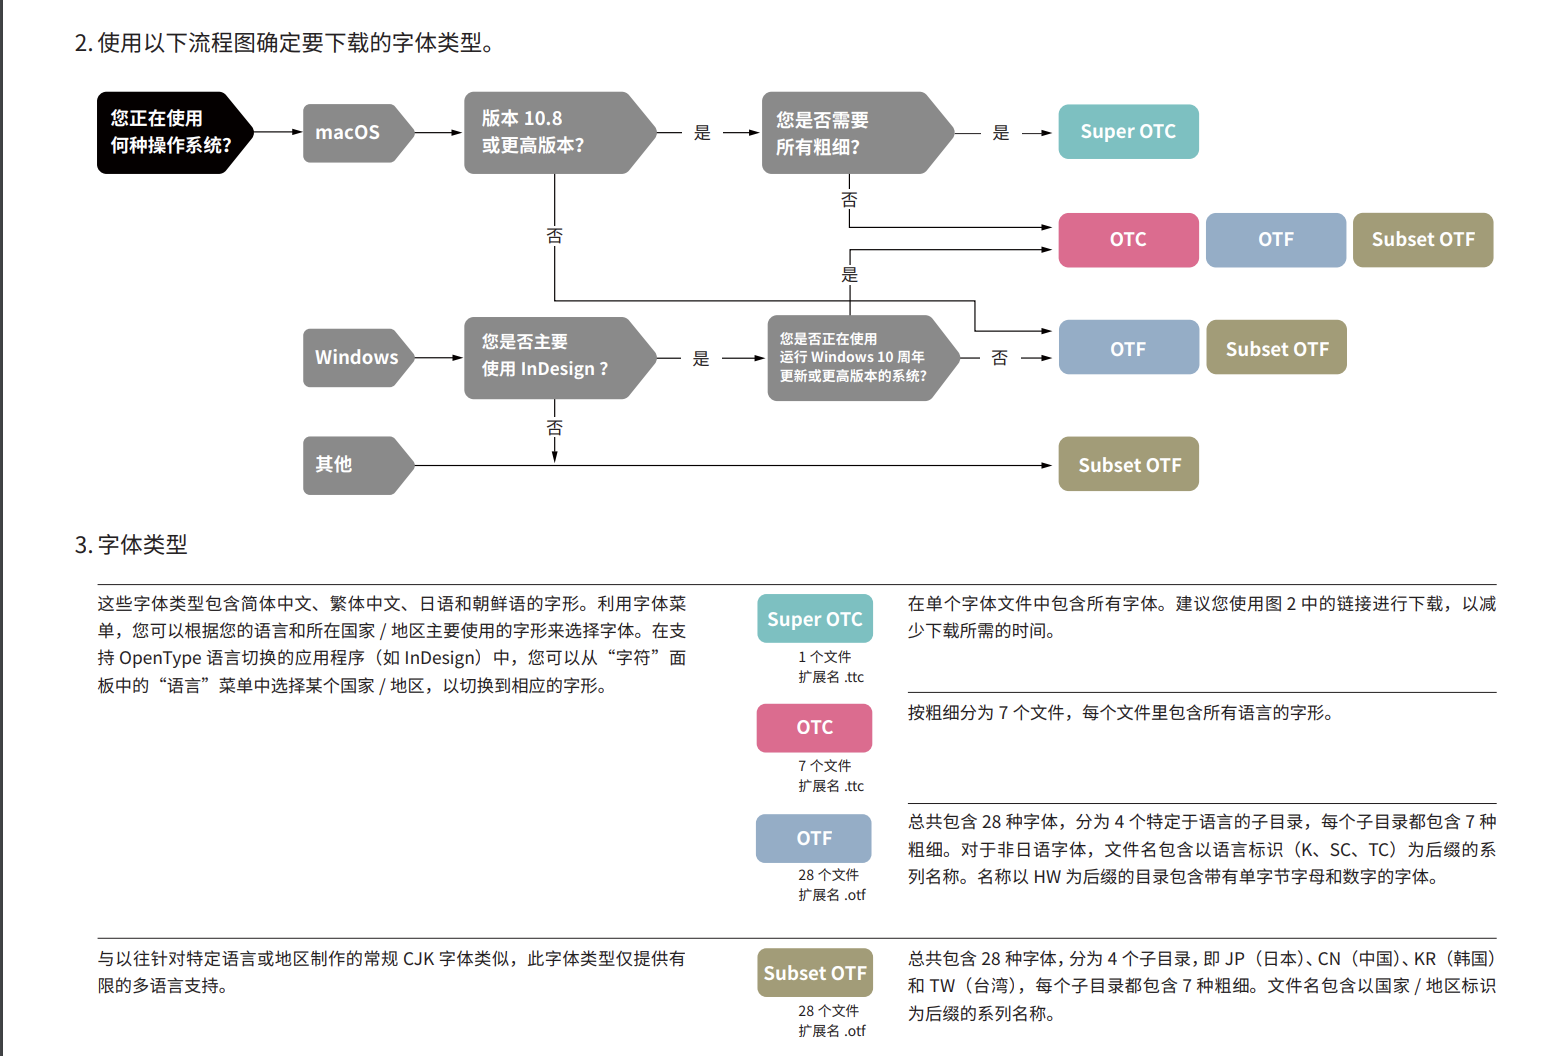 2. 使用以下流程图确定要下载的字体类型。
您正在使用
何种操作系统?
macOS
版本 10.8
或更高版本?
是
您是否需要
所有粗细?
是
Super OTC
否
否
是
OTC
OTF
Subset OTF
Windows
您是否主要
使用 InDesign ?
是
您是否正在使用
运行 Windows 10 周年
更新或更高版本的系统?
否
OTF
Subset OTF
否
其他
Subset OTF
3. 字体类型
这些字体类型包含简体中文、繁体中文、日语和朝鲜语的字形。利用字体菜
单，您可以根据您的语言和所在国家 / 地区主要使用的字形来选择字体。在支
持 OpenType 语言切换的应用程序（如 InDesign）中，您可以从“字符”面
板中的“语言”菜单中选择某个国家 / 地区，以切换到相应的字形。
Super OTC
1 个文件
扩展名 .ttc
在单个字体文件中包含所有字体。建议您使用图 2 中的链接进行下载，以减
少下载所需的时间。
OTC
7 个文件
扩展名 .ttc
按粗细分为 7 个文件，每个文件里包含所有语言的字形。
OTF
28 个文件
扩展名 .otf
总共包含 28 种字体，分为 4 个特定于语言的子目录，每个子目录都包含 7 种
粗细。对于非日语字体，文件名包含以语言标识（K、SC、TC）为后缀的系
列名称。名称以 HW 为后缀的目录包含带有单字节字母和数字的字体。
与以往针对特定语言或地区制作的常规 CJK 字体类似，此字体类型仅提供有
限的多语言支持。
Subset OTF
28 个文件
扩展名 .otf
总共包含 28 种字体，分为 4 个子目录，即 JP（日本）、CN（中国）、KR（韩国）
和 TW（台湾），每个子目录都包含 7 种粗细。文件名包含以国家 / 地区标识
为后缀的系列名称。